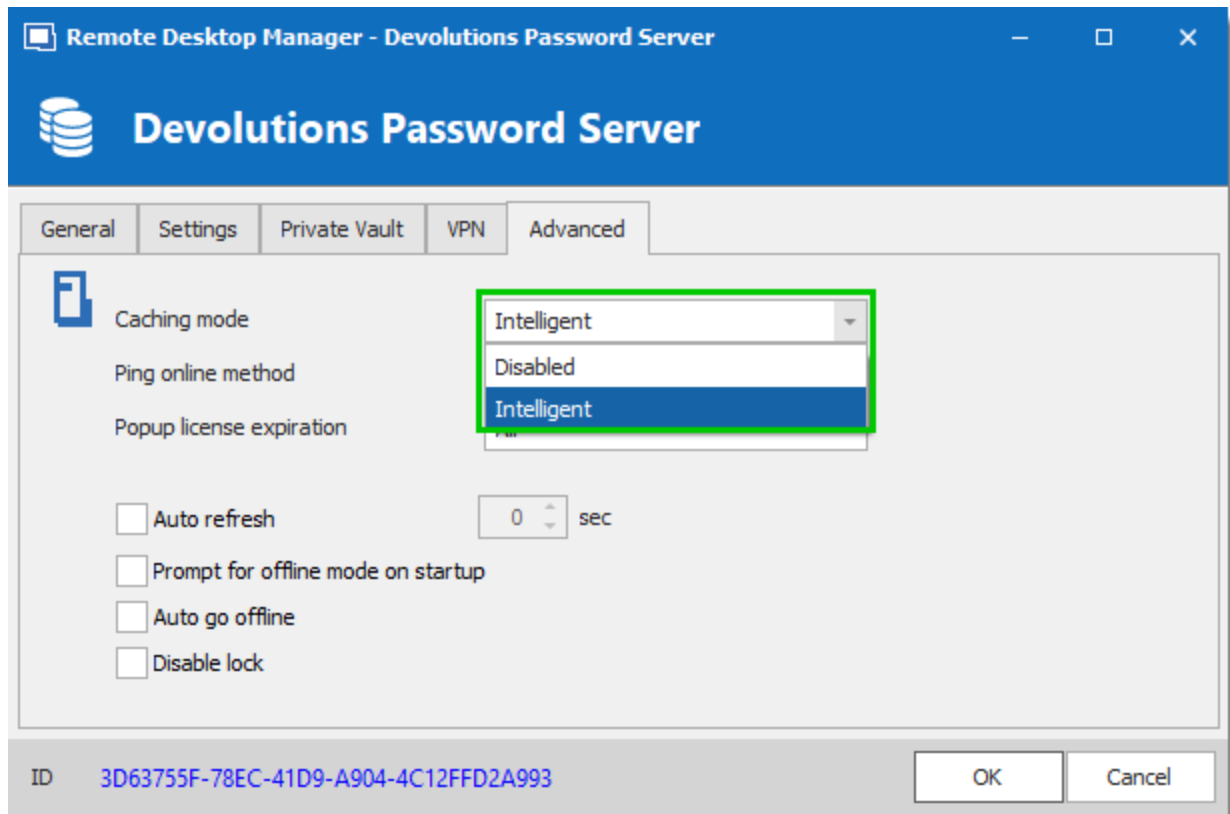 Remote Desktop Manager - Devolutions Password Server
Devolutions Password Server
General Settings Private Vault VPN Advanced
Caching mode Intelligent
Disabled
Ping online method
Intelligent
Popup license expiration
Auto refresh 0 sec
Prompt for offline mode on startup
Auto go offline
Disable lock
ID 3D63755F-78EC-41D9-A904-4C12FFD2A993 OK Cancel